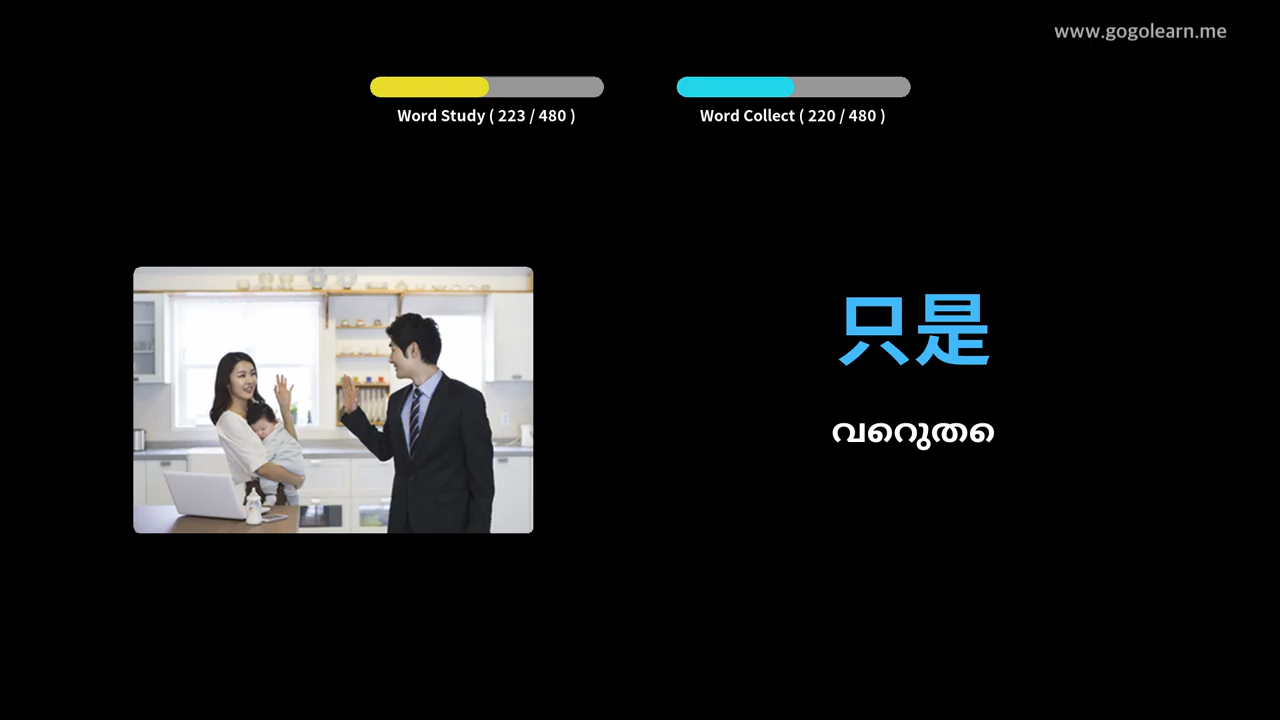 www.gogolearn.me
Word Study ( 223 / 480 )
Word Collect ( 220 / 480 )
只是
വെറുതെ